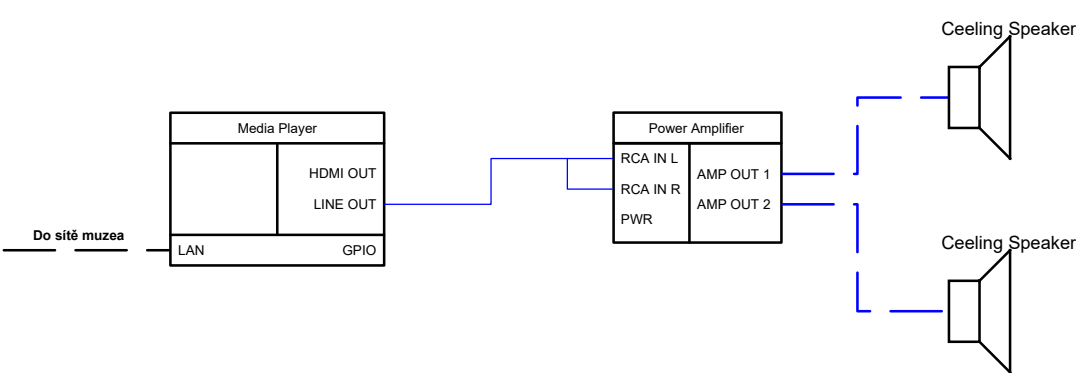 Ceeling Speaker
Media Player
HDMI OUT
LINE OUT
LAN
GPIO
Do sítě muzea
Power Amplifier
RCA IN L
RCA IN R
PWR
AMP OUT 1
AMP OUT 2
Ceeling Speaker